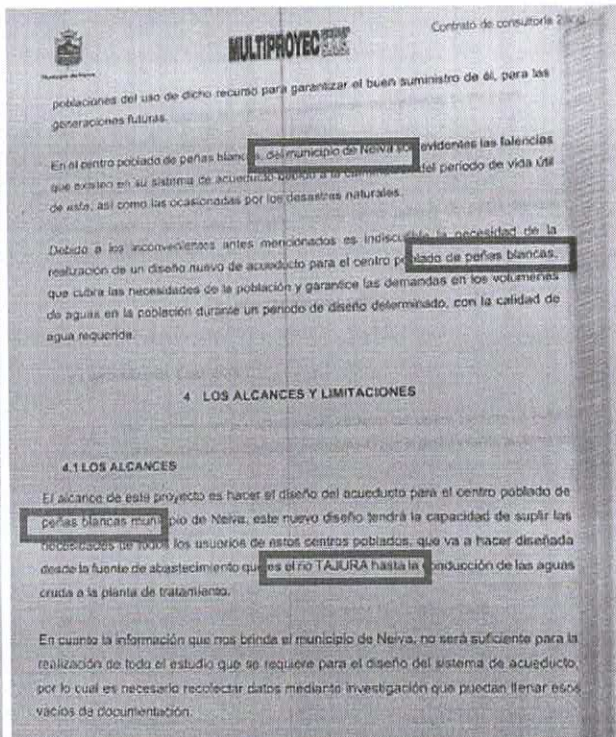 Contrato de consultoría
MULTIPROYEC S.A.S.
Municipio de Neiva
poblaciones del uso de dicho recurso para garantizar el buen suministro de él, para las
generaciones futuras.
En el centro poblado de peñas blancas, del municipio de Neiva son evidentes las falencias
que existen en su sistema de acueducto debido a la culminación del periodo de vida útil
de este, así como las ocasionadas por los desastres naturales.
Debido a los inconvenientes antes mencionados es indiscutible la necesidad de la
realización de un diseño nuevo de acueducto para el centro poblado de peñas blancas,
que cubra las necesidades de la población y garantice las demandas en los volúmenes
de aguas en la población durante un periodo de diseño determinado, con la calidad de
agua requerida.
4 LOS ALCANCES Y LIMITACIONES
4.1 LOS ALCANCES
El alcance de este proyecto es hacer el diseño del acueducto para el centro poblado de
peñas blancas municipio de Neiva, este nuevo diseño tendrá la capacidad de suplir las
necesidades de todos los usuarios de estos centros poblados, que va a hacer diseñada
desde la fuente de abastecimiento que es el rio TAJURA hasta la conducción de las aguas
cruda a la planta de tratamiento.
En cuanto la información que nos brinda el municipio de Neiva, no será suficiente para la
realización de todo el estudio que se requiere para el diseño del sistema de acueducto,
por lo cual es necesario recolectar datos mediante investigación que puedan llenar esos
vacíos de documentación.